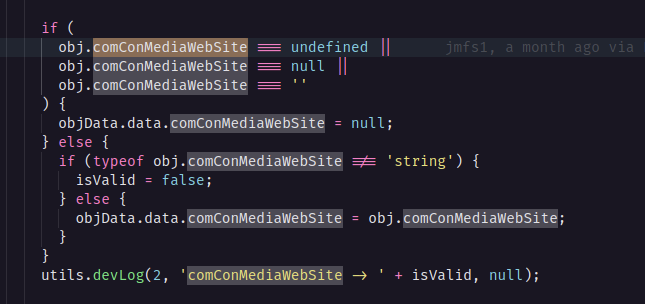 if (
obj.comConMediaWebSite === undefined || jmfs1, a month ago via
obj.comConMediaWebSite === null ||
obj.comConMediaWebSite === ''
) {
objData.data.comConMediaWebSite = null;
} else {
if (typeof obj.comConMediaWebSite !== 'string') {
isValid = false;
} else {
objData.data.comConMediaWebSite = obj.comConMediaWebSite;
}
}
utils.devLog(2, 'comConMediaWebSite -> ' + isValid, null);